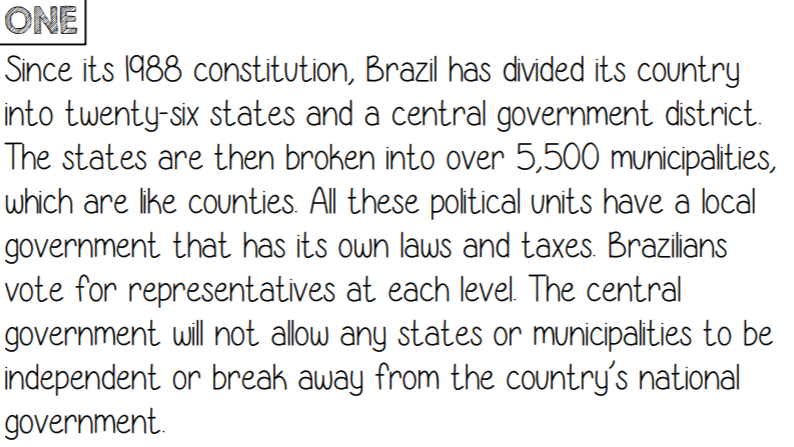 ONE
Since its 1988 constitution, Brazil has divided its country
into twenty-six states and a central government district.
The states are then broken into over 5,500 municipalities,
which are like counties. All these political units have a local
government that has its own laws and taxes. Brazilians
vote for representatives at each level. The central
government will not allow any states or municipalities to be
independent or break away from the country's national
government.